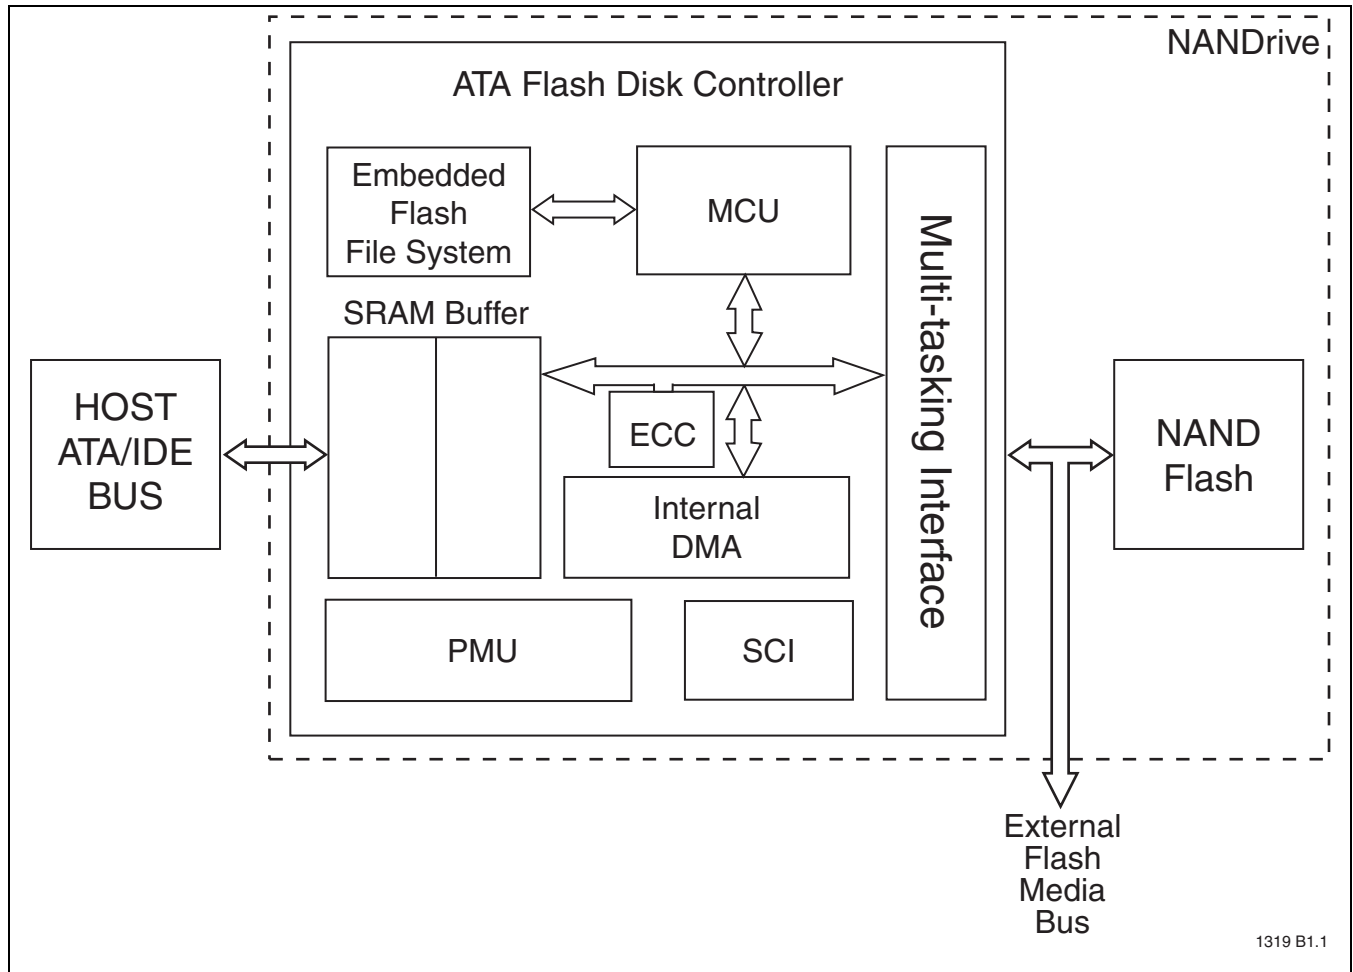 NANDrive
ATA Flash Disk Controller
Embedded
Flash
File System
MCU
Multi-tasking Interface
SRAM Buffer
HOST
ATA/IDE
BUS
ECC
NAND
Flash
Internal
DMA
PMU
SCI
External
Flash
Media
Bus
1319 B1.1